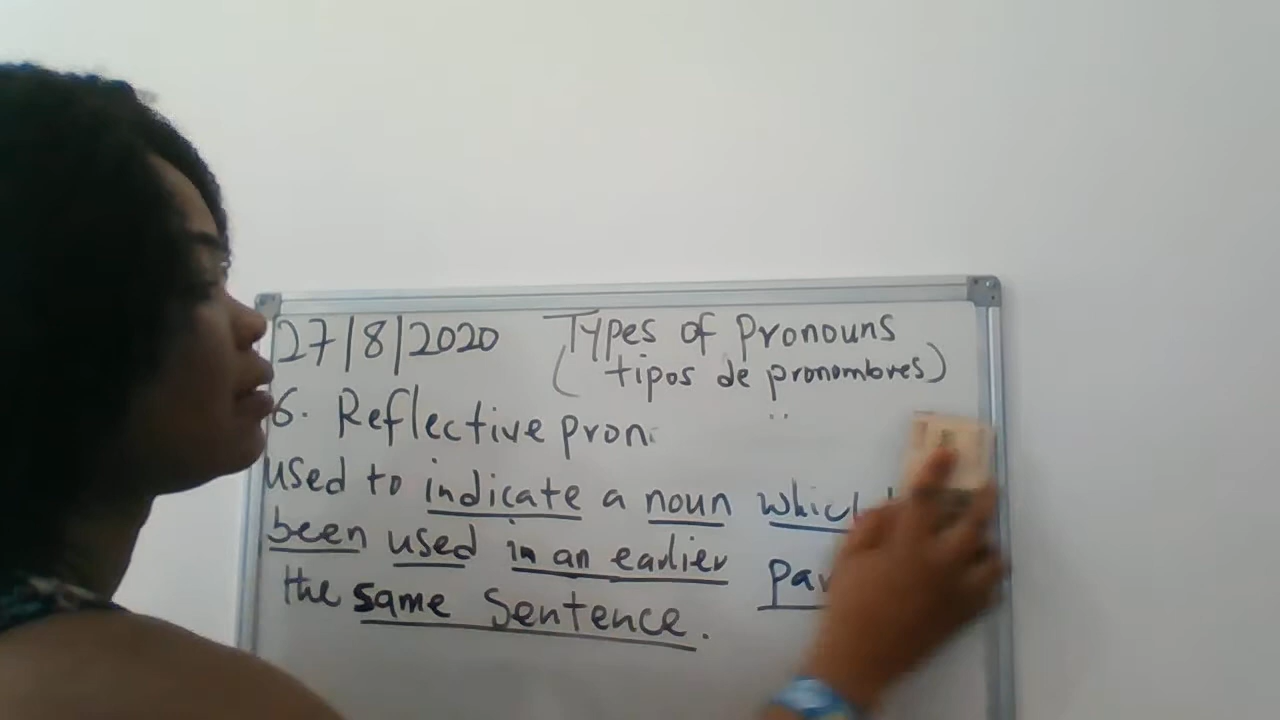 27/8/2020 Types of Pronouns
(tipos de pronombres)
6. Reflective pron
used to indicate a noun which
been used in an earlier
the same Sentence.